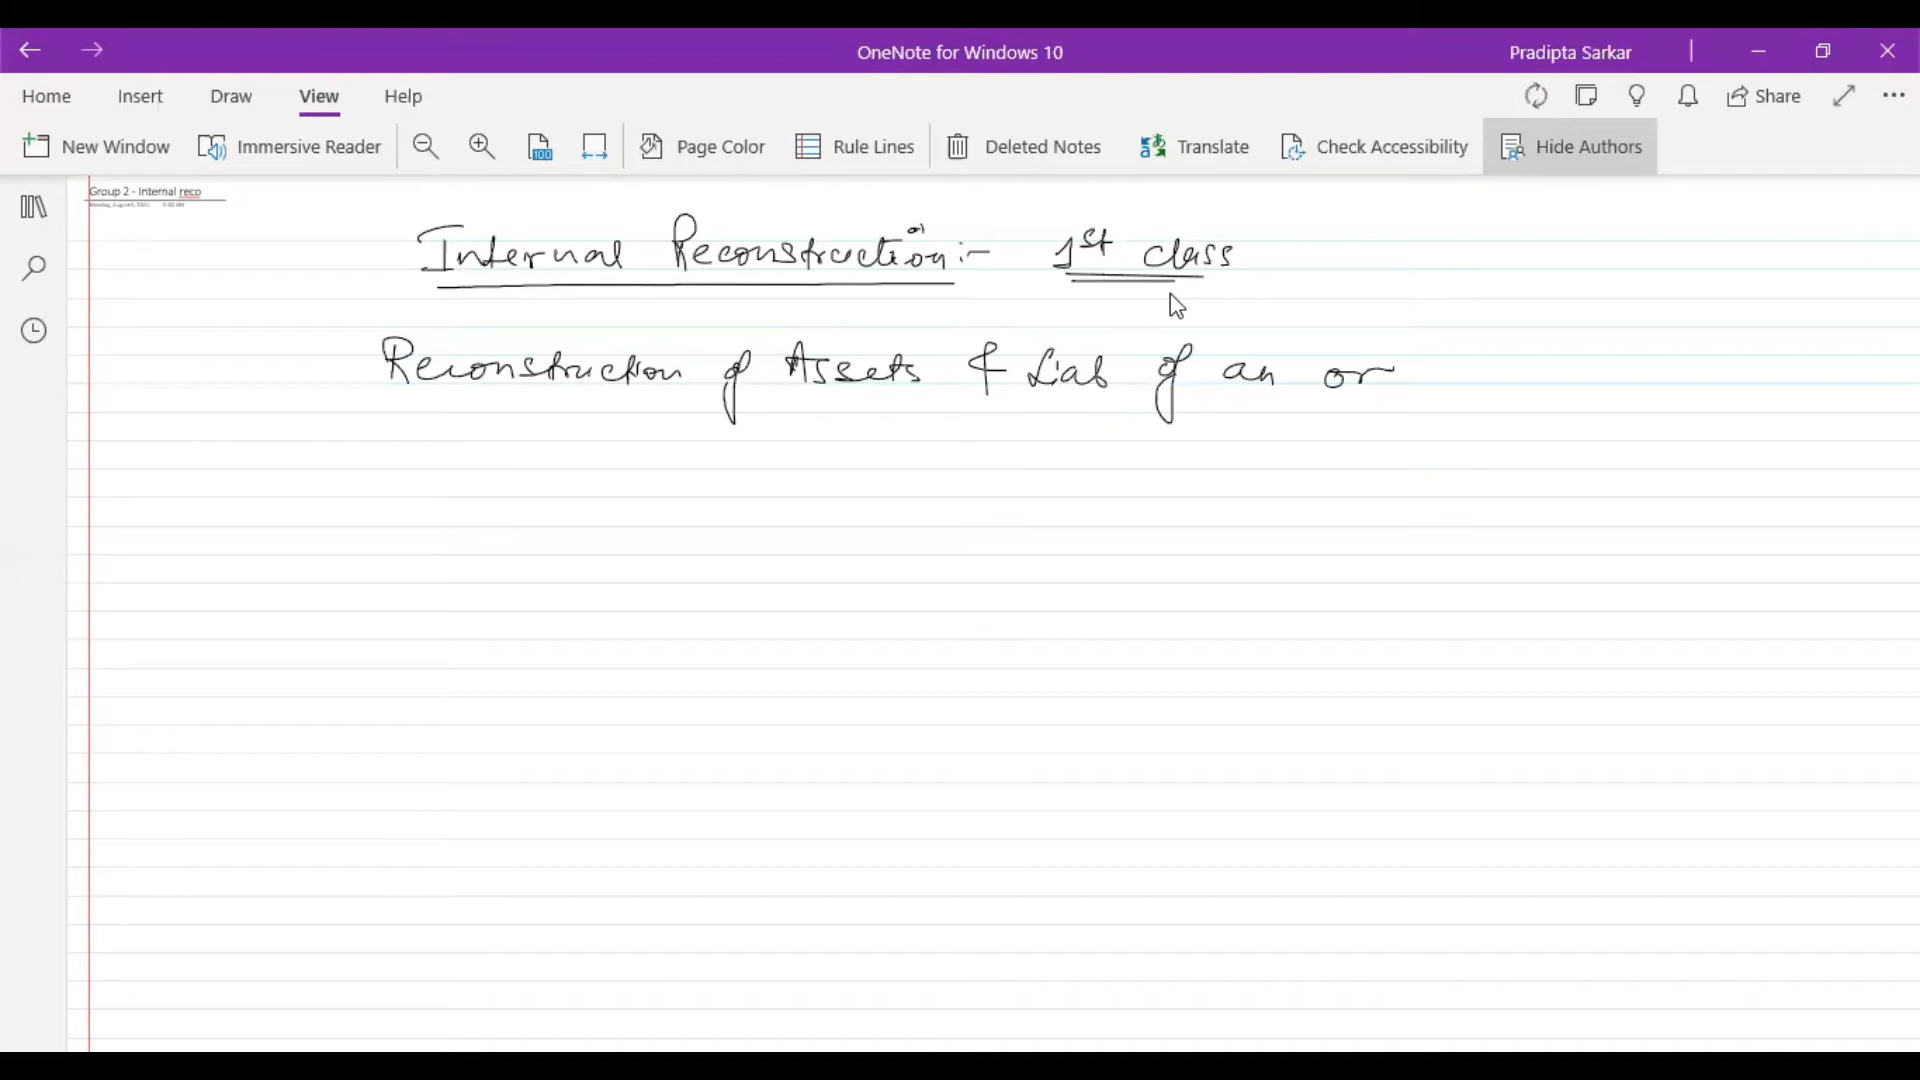 OneNote for Windows 10
Pradipta Sarkar
Home Insert Draw View Help
Share
New Window Immersive Reader 100 Page Color Rule Lines Deleted Notes Translate Check Accessibility Hide Authors
Group 2 - Internal reco
Internal Reconstruction :- 1st class
Reconstruction of Assets & Liab of an or